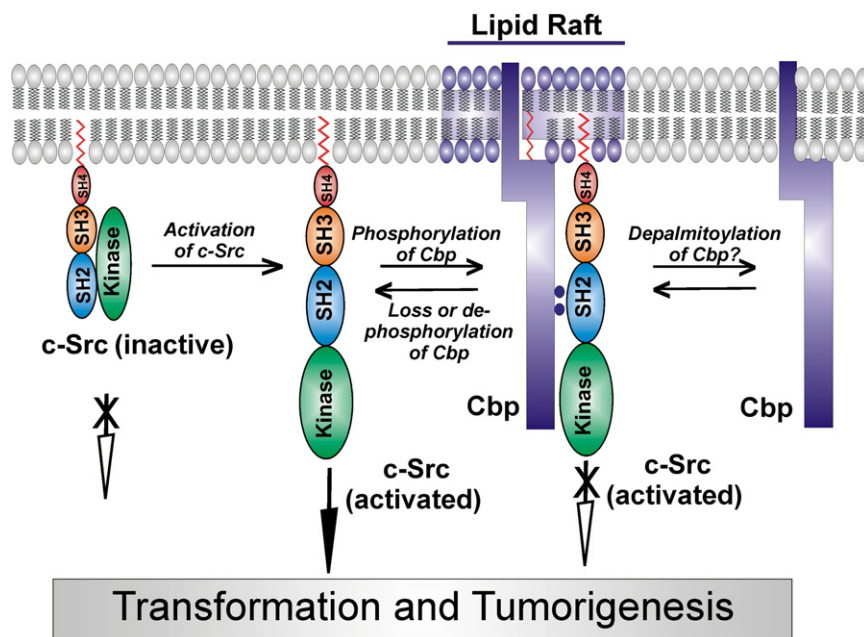 Lipid Raft
SH4
SH3
SH2
Kinase
c-Src (inactive)
Activation
of c-Src
SH4
SH3
SH2
Kinase
c-Src
(activated)
Phosphorylation
of Cbp
Loss or de-
phosphorylation
of Cbp
Cbp
SH4
SH3
SH2
Kinase
c-Src
(activated)
Depalmitoylation
of Cbp?
Cbp
X
X
Transformation and Tumorigenesis